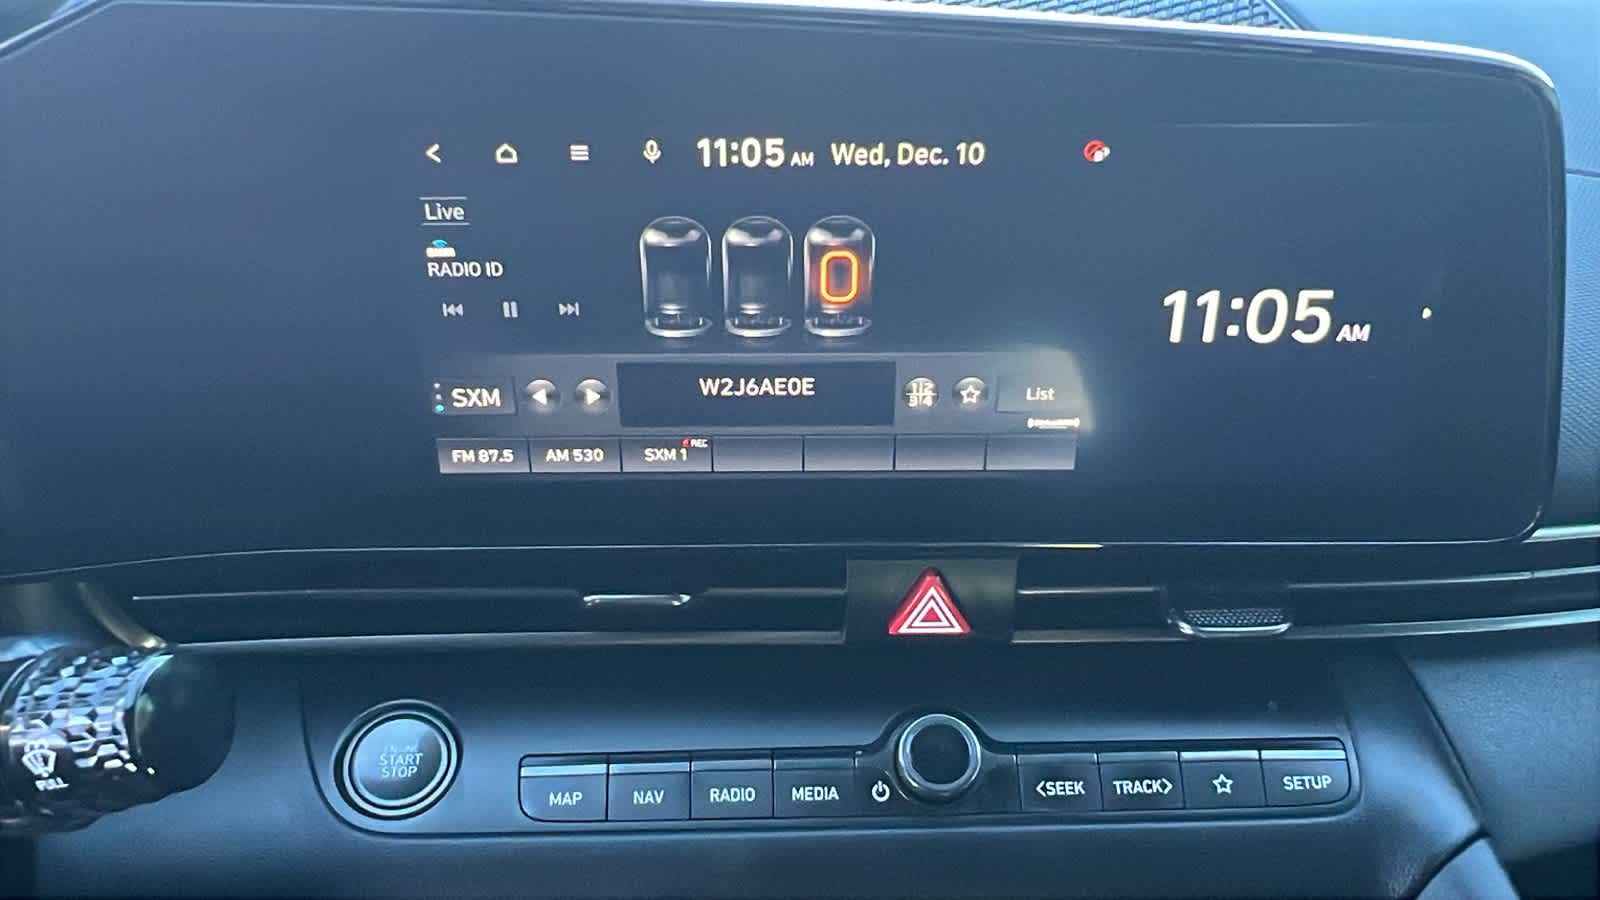 11:05 AM Wed, Dec. 10
Live
RADIO ID
0
11:05 AM
SXM
W2J6AE0E
1 2
3 4
List
FM 87.5
AM 530
SXM 1
REC
ENGINE
START
STOP
PULL
MAP
NAV
RADIO
MEDIA
<SEEK
TRACK>
SETUP